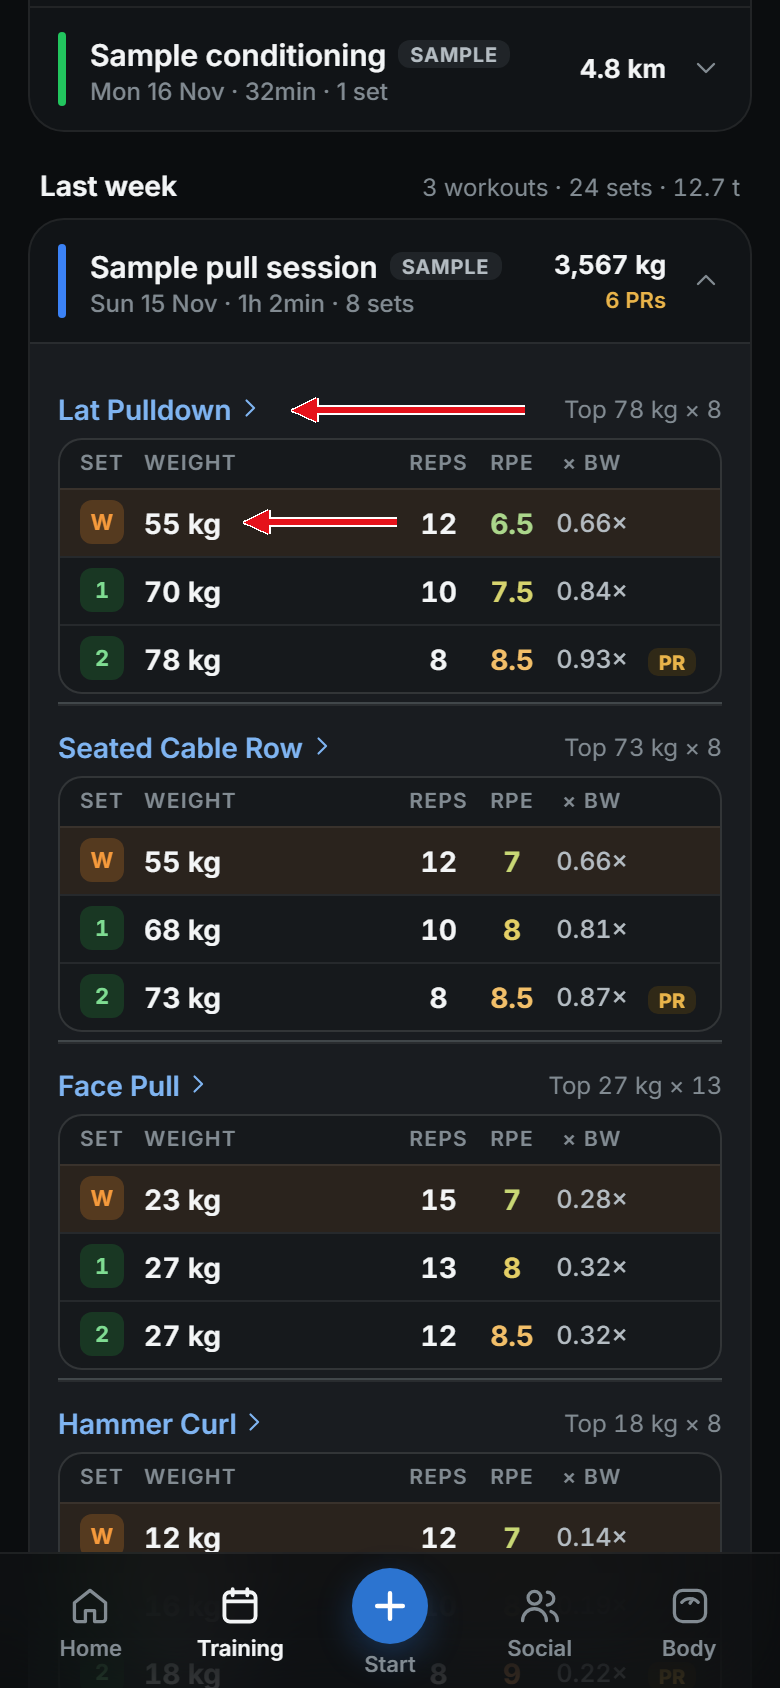 Sample conditioning SAMPLE 4.8 km
Mon 16 Nov · 32min · 1 set
Last week 3 workouts · 24 sets · 12.7 t
Sample pull session SAMPLE 3,567 kg
Sun 15 Nov · 1h 2min · 8 sets 6 PRs
Lat Pulldown > Top 78 kg × 8
SET WEIGHT REPS RPE × BW
W 55 kg 12 6.5 0.66×
1 70 kg 10 7.5 0.84×
2 78 kg 8 8.5 0.93× PR
Seated Cable Row > Top 73 kg × 8
SET WEIGHT REPS RPE × BW
W 55 kg 12 7 0.66×
1 68 kg 10 8 0.81×
2 73 kg 8 8.5 0.87× PR
Face Pull > Top 27 kg × 13
SET WEIGHT REPS RPE × BW
W 23 kg 15 7 0.28×
1 27 kg 13 8 0.32×
2 27 kg 12 8.5 0.32×
Hammer Curl > Top 18 kg × 8
SET WEIGHT REPS RPE × BW
W 12 kg 12 7 0.14×
Home Training Start Social Body
2 18 kg 8 9 0.22× PR